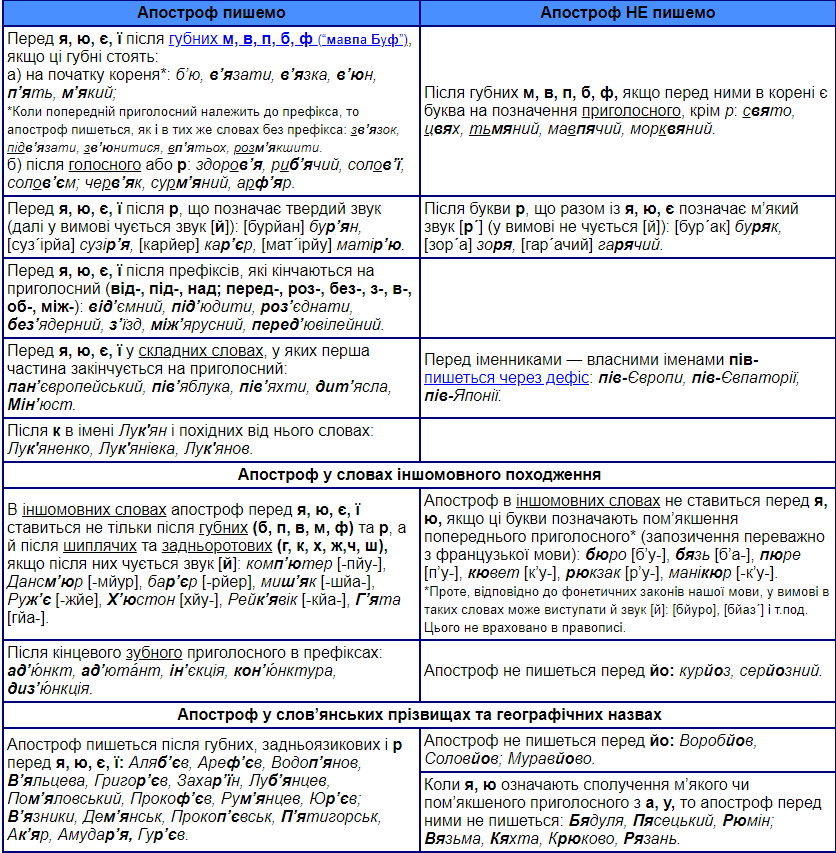 Апостроф пишемо
Апостроф НЕ пишемо
Перед я, ю, є, ї після губних м, в, п, б, ф (“мавпа Буф”),
якщо ці губні стоять:
а) на початку кореня*: б’ю, в’язати, в’язка, в’юн,
п’ять, м’який;
*Коли попередній приголосний належить до префікса, то
апостроф пишеться, як і в тих же словах без префікса: зв’язок,
підв’язати, зв’юнитися, вп’ятьох, розм’якшити.
б) після голосного або р: здоров’я, риб’ячий, солов’ї,
солов’єм; черв’як, сурм’яний, арф’яр.
Після губних м, в, п, б, ф, якщо перед ними в корені є
буква на позначення приголосного, крім р: свято,
цвях, тьмяний, мавпячий, морквяний.
Перед я, ю, є, ї після р, що позначає твердий звук
(далі у вимові чується звук [й]): [бурйан] бур’ян,
[суз´ірйа] сузір’я, [карйер] кар’єр, [мат´ірйу] матір’ю.
Після букви р, що разом із я, ю, є позначає м’який
звук [р´] (у вимові не чується [й]): [бур´ак] буряк,
[зор´а] зоря, [гар´ачий] гарячий.
Перед я, ю, є, ї після префіксів, які кінчаються на
приголосний (від-, під-, над; перед-, роз-, без-, з-, в-,
об-, між-): від’ємний, під’юдити, роз’єднати,
без’ядерний, з’їзд, між’ярусний, перед’ювілейний.
Перед я, ю, є, ї у складних словах, у яких перша
частина закінчується на приголосний:
пан’європейський, пів’яблука, пів’яхти, дит’ясла,
Мін’юст.
Перед іменниками — власними іменами пів-
пишеться через дефіс: пів-Європи, пів-Євпаторії,
пів-Японії.
Після к в імені Лук'ян і похідних від нього словах:
Лук'яненко, Лук'янівка, Лук'янов.
Апостроф у словах іншомовного походження
В іншомовних словах апостроф перед я, ю, є, ї
ставиться не тільки після губних (б, п, в, м, ф) та р, а
й після шиплячих та задньоротових (г, к, х, ж,ч, ш),
якщо після них чується звук [й]: комп’ютер [-пйу-],
Дансм’юр [-мйур], бар’єр [-рйер], миш’як [-шйа-],
Руж’є [-жйе], Х’юстон [хйу-], Рейк’явік [-кйа-], Г’ята
[гйа-].
Апостроф в іншомовних словах не ставиться перед я,
ю, якщо ці букви позначають пом’якшення
попереднього приголосного* (запозичення переважно
з французької мови): бюро [б’у-], бязь [б’а-], пюре
[п’у-], кювет [к’у-], рюкзак [р’у-], манікюр [-к’у-].
*Проте, відповідно до фонетичних законів нашої мови, у вимові в
таких словах може виступати й звук [й]: [бйуро], [бйаз´] і т.под.
Цього не враховано в правописі.
Після кінцевого зубного приголосного в префіксах:
ад’ю́нкт, ад’юта́нт, ін’єкція, кон’ю́нктура,
диз’ю́нкція.
Апостроф не пишеться перед йо: курйоз, серйозний.
Апостроф у слов’янських прізвищах та географічних назвах
Апостроф пишеться після губних, задньоязикових і р
перед я, ю, є, ї: Аляб’єв, Ареф’єв, Водоп’янов,
В’яльцева, Григор’єв, Захар’їн, Луб’янцев,
Пом’яловський, Прокоф’єв, Рум’янцев, Юр’єв;
В’язники, Дем’янськ, Прокоп’євськ, П’ятигорськ,
Ак’яр, Амудар’я, Гур’єв.
Апостроф не пишеться перед йо: Воробйов,
Соловйов; Муравйово.
Коли я, ю означають сполучення м’якого чи
пом’якшеного приголосного з а, у, то апостроф перед
ними не пишеться: Бядуля, Пясецький, Рюмін;
Вязьма, Кяхта, Крюково, Рязань.